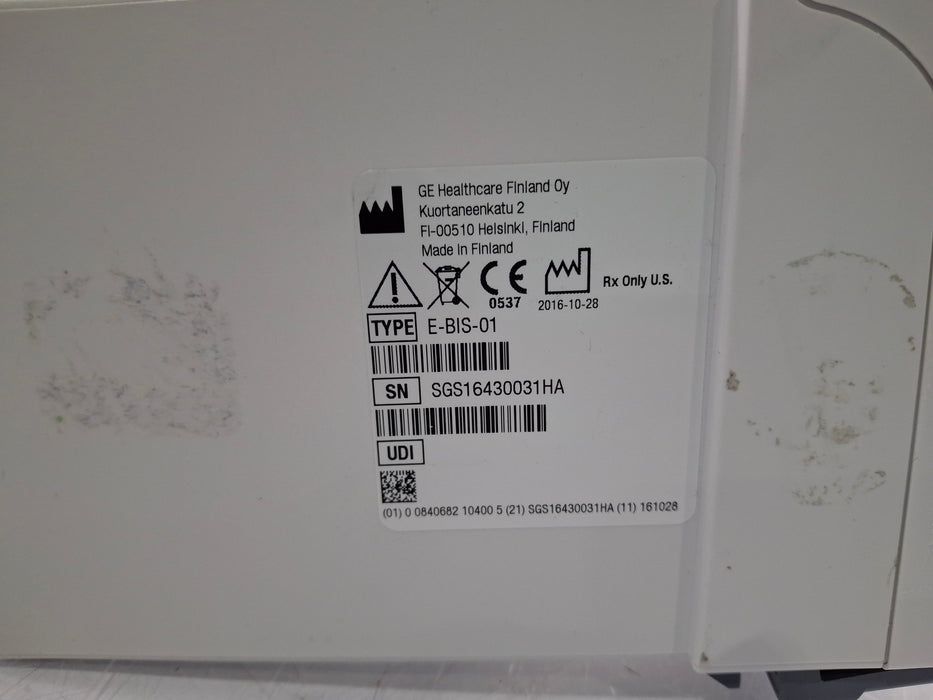 GE Healthcare Finland Oy
Kuortaneenkatu 2
FI-00510 Helsinki, Finland
Made in Finland
CE
0537
2016-10-28
Rx Only U.S.
TYPE E-BIS-01
SN SGS16430031HA
UDI
(01) 0 0840682 10400 5 (21) SGS16430031HA (11) 161028